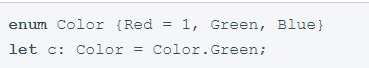 enum Color {Red = 1, Green, Blue}
let c: Color = Color.Green;